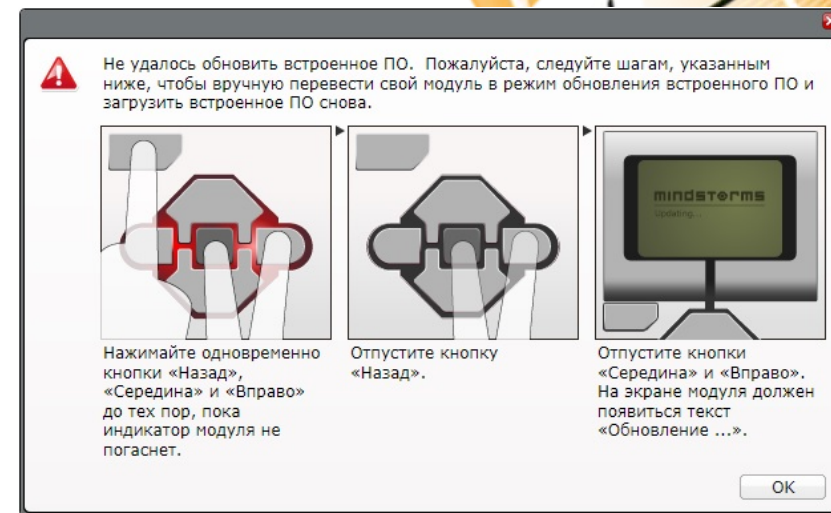 Не удалось обновить встроенное ПО. Пожалуйста, следуйте шагам, указанным
ниже, чтобы вручную перевести свой модуль в режим обновления встроенного ПО и
загрузить встроенное ПО снова.
mindstorms
Updating...
Нажимайте одновременно
кнопки «Назад»,
«Середина» и «Вправо»
до тех пор, пока
индикатор модуля не
погаснет.
Отпустите кнопку
«Назад».
Отпустите кнопки
«Середина» и «Вправо».
На экране модуля должен
появиться текст
«Обновление ...».
OK